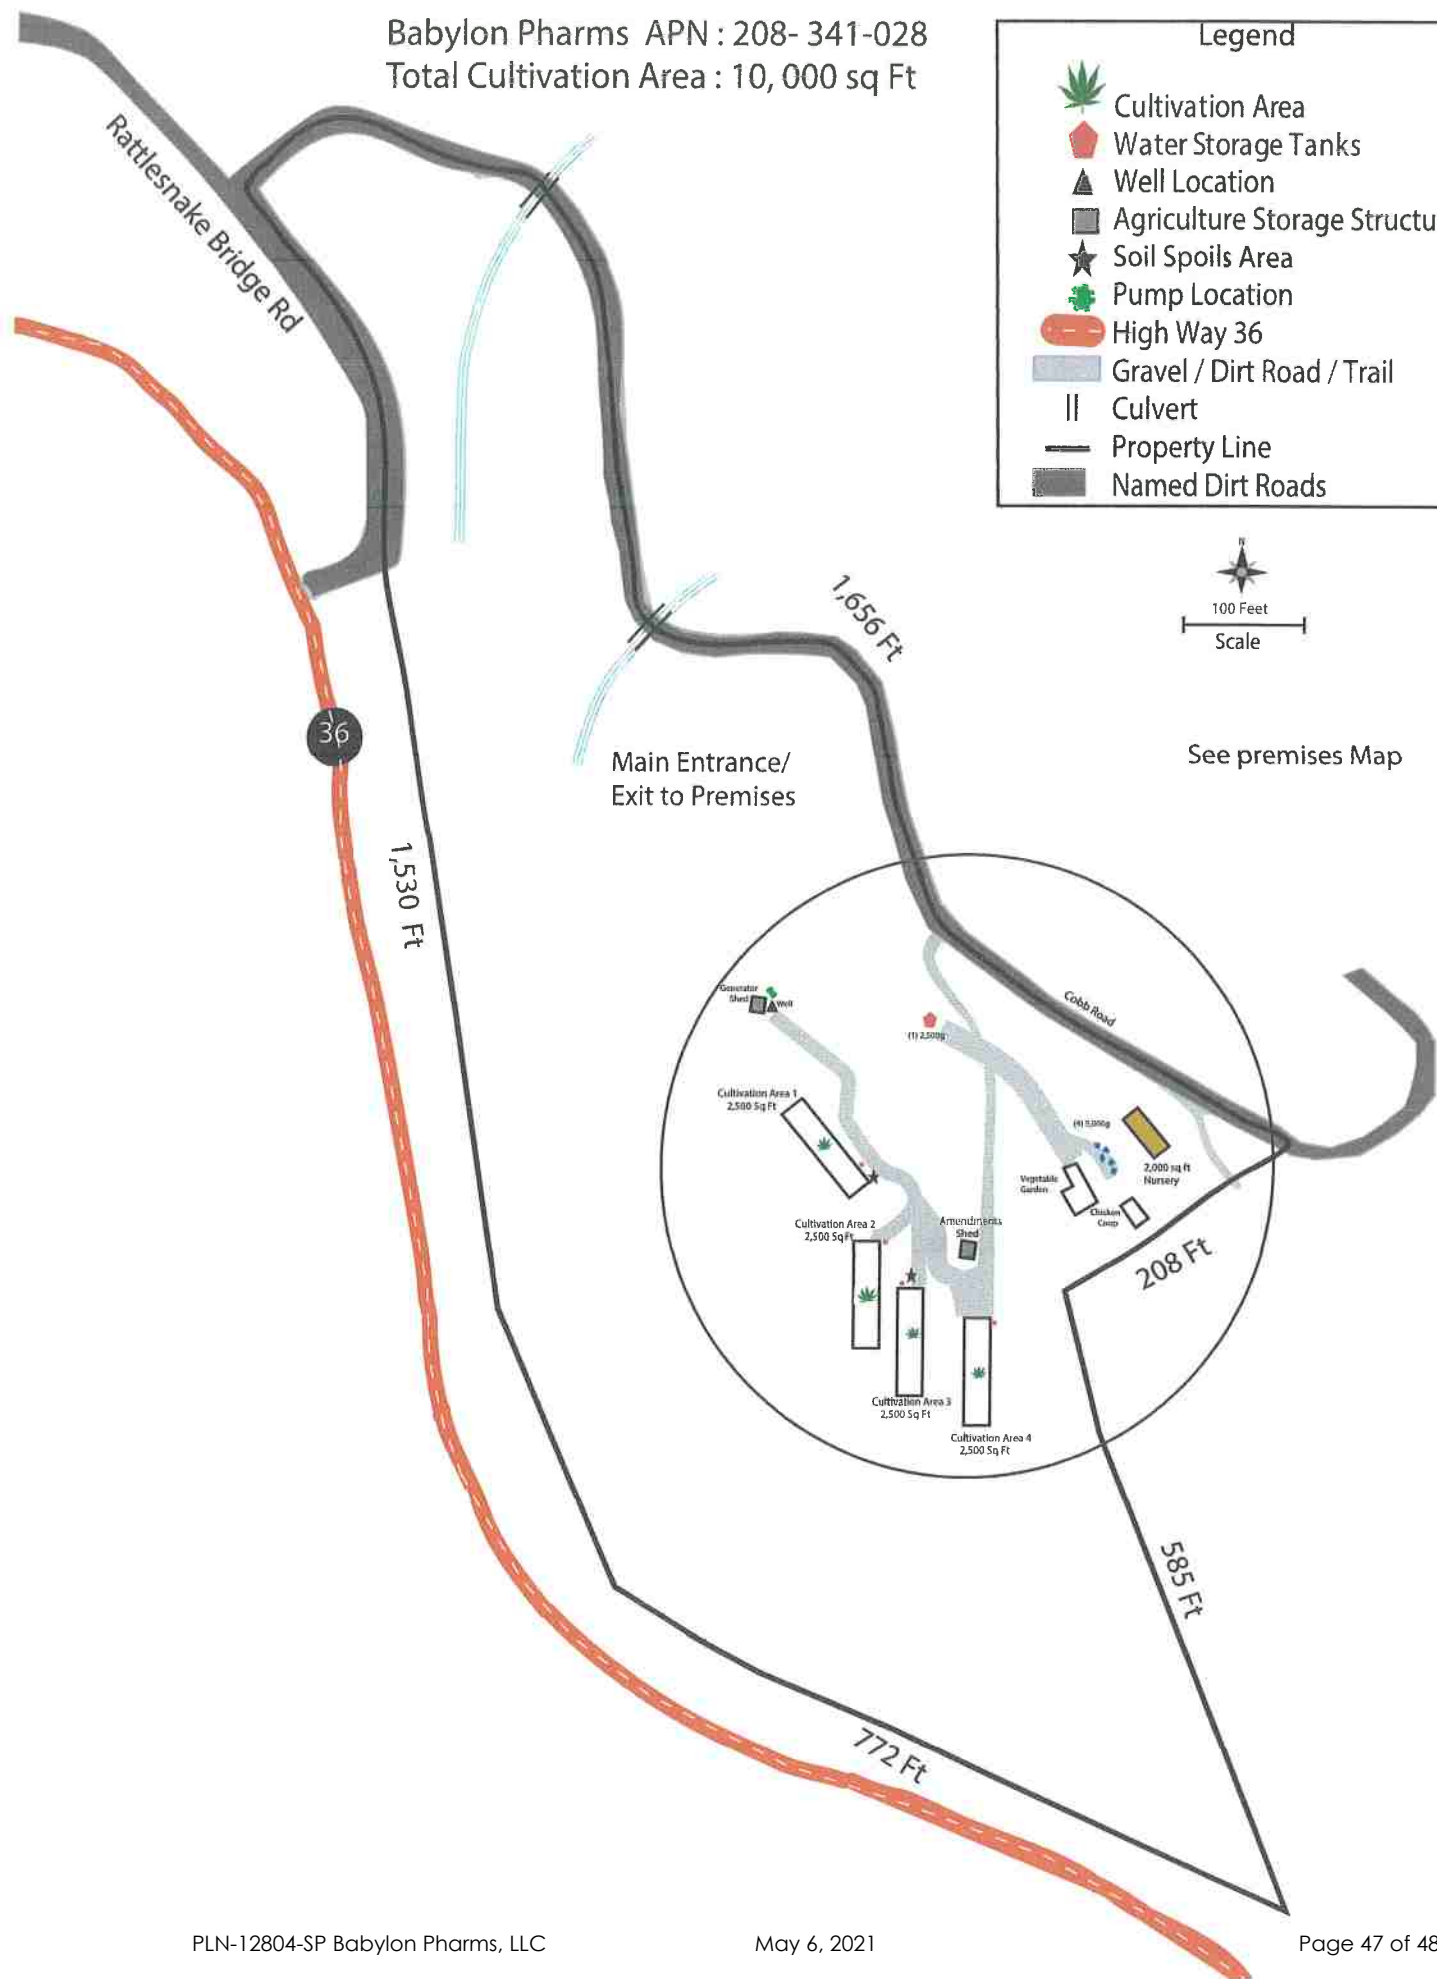 Babylon Pharms APN : 208- 341-028
Total Cultivation Area : 10, 000 sq Ft
Legend
Cultivation Area
Water Storage Tanks
Well Location
Agriculture Storage Structu
Soil Spoils Area
Pump Location
High Way 36
Gravel / Dirt Road / Trail
Culvert
Property Line
Named Dirt Roads
Rattlesnake Bridge Rd
N
100 Feet
Scale
1,656 Ft
36
Main Entrance/
Exit to Premises
See premises Map
1,530 Ft
Generator
Shed
Well
(1) 2,500g
Cobb Road
Cultivation Area 1
2,500 Sq Ft
(4) 5,000g
2,000 sq ft
Nursery
Vegetable
Garden
Chicken
Coop
Cultivation Area 2
2,500 Sq Ft
Amendments
Shed
208 Ft
Cultivation Area 3
2,500 Sq Ft
Cultivation Area 4
2,500 Sq Ft
585 Ft
772 Ft
PLN-12804-SP Babylon Pharms, LLC
May 6, 2021
Page 47 of 48